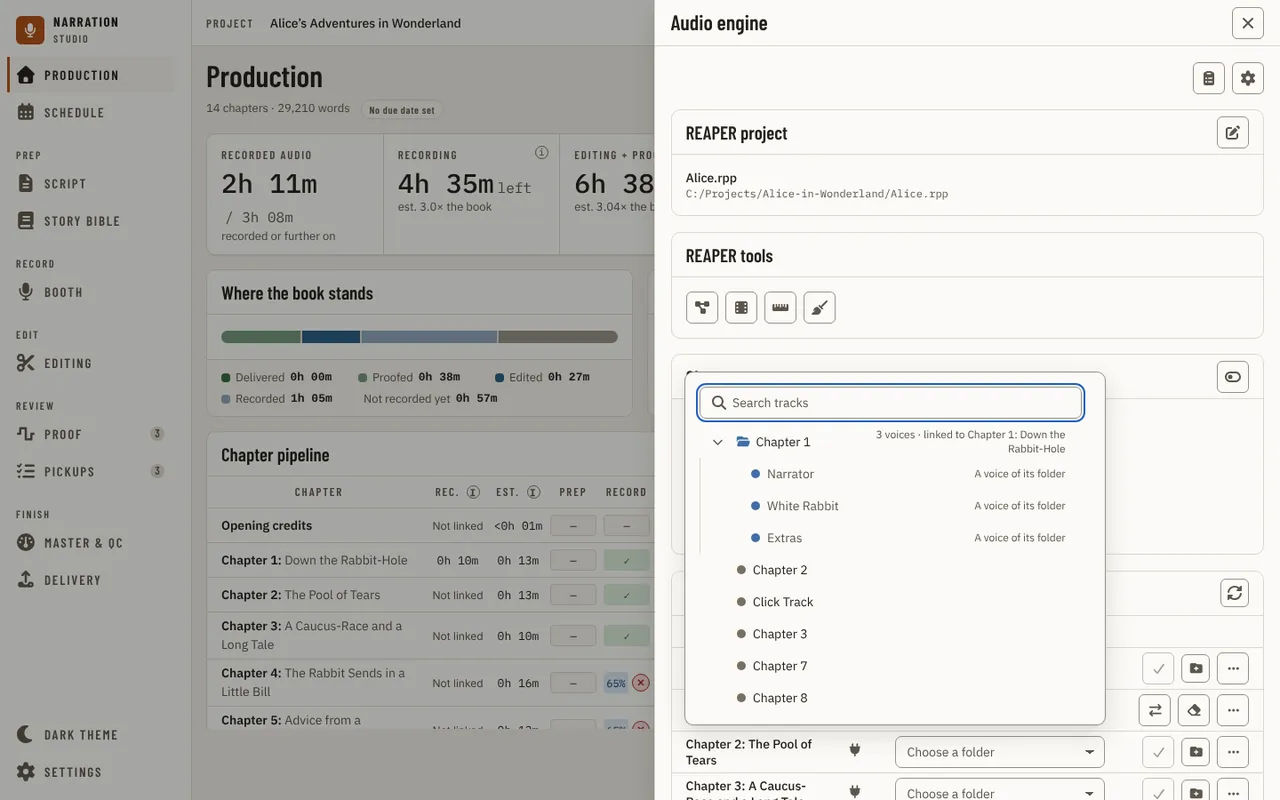 NARRATION
STUDIO
PRODUCTION
SCHEDULE
PREP
SCRIPT
STORY BIBLE
RECORD
BOOTH
EDIT
EDITING
REVIEW
PROOF 3
PICKUPS 3
FINISH
MASTER & QC
DELIVERY
DARK THEME
SETTINGS
PROJECT Alice's Adventures in Wonderland
Production
14 chapters · 29,210 words No due date set
RECORDED AUDIO
2h 11m
/ 3h 08m
recorded or further on
RECORDING
4h 35m left
est. 3.0× the book
EDITING + PRO
6h 38
est. 3.04× the b
Where the book stands
Delivered 0h 00m Proofed 0h 38m Edited 0h 27m
Recorded 1h 05m Not recorded yet 0h 57m
Chapter pipeline
CHAPTER REC. EST. PREP RECORD
Opening credits Not linked <0h 01m – –
Chapter 1: Down the Rabbit-Hole 0h 10m 0h 13m – ✓
Chapter 2: The Pool of Tears Not linked 0h 13m – ✓
Chapter 3: A Caucus-Race and a
Long Tale Not linked 0h 10m – ✓
Chapter 4: The Rabbit Sends in a
Little Bill Not linked 0h 16m – 65%
Chapter 5: Advice from a
Audio engine
REAPER project
Alice.rpp
C:/Projects/Alice-in-Wonderland/Alice.rpp
REAPER tools
Search tracks
Chapter 1 3 voices · linked to Chapter 1: Down the
Rabbit-Hole
Narrator A voice of its folder
White Rabbit A voice of its folder
Extras A voice of its folder
Chapter 2
Click Track
Chapter 3
Chapter 7
Chapter 8
Chapter 2: The Pool of
Tears Choose a folder
Chapter 3: A Caucus-
Choose a folder